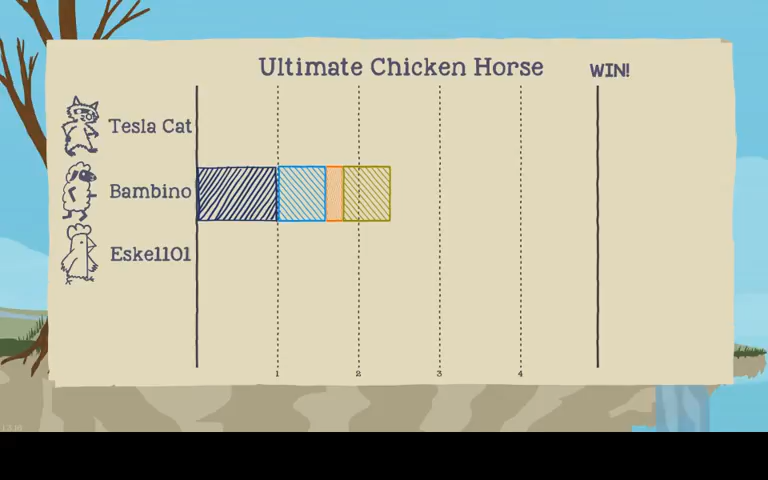 Ultimate Chicken Horse
WIN!
Tesla Cat
Bambino
Eske1101
1 2 3 4